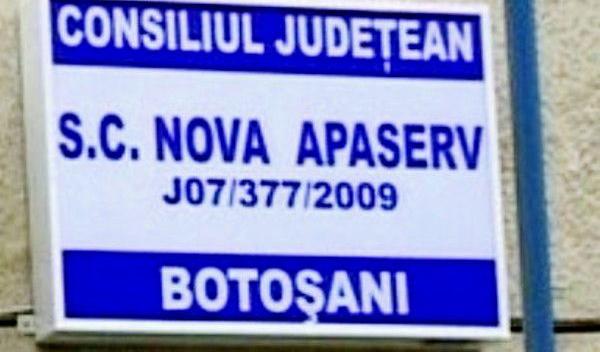 CONSILIUL JUDEȚEAN
S.C. NOVA APASERV
J07/377/2009
BOTOȘANI